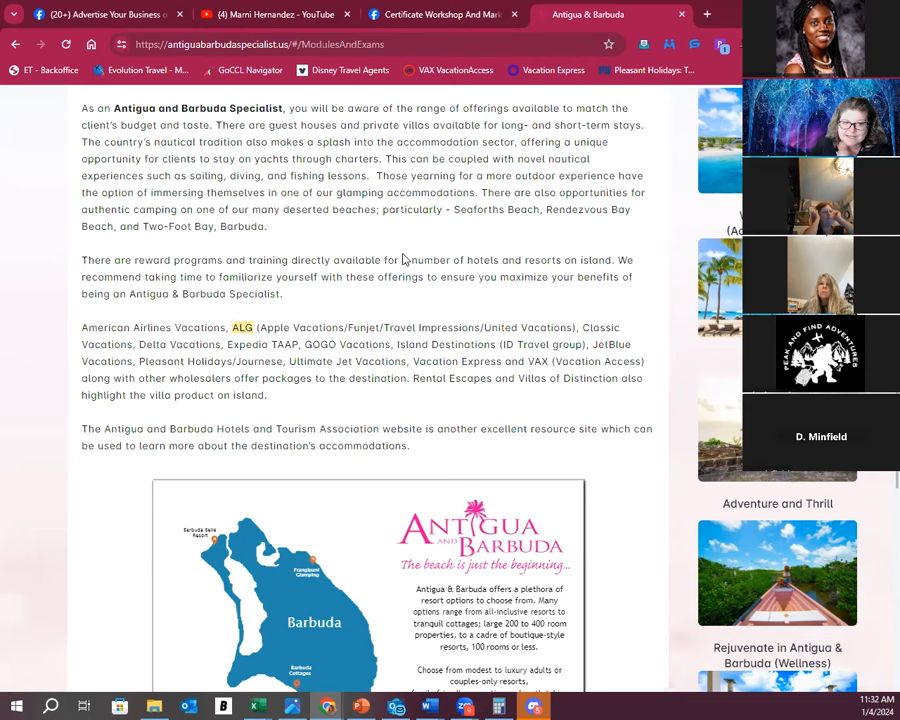 (20+) Advertise Your Business o
(4) Marni Hernandez - YouTube
Certificate Workshop And Mark
Antigua & Barbuda
https://antiguabarbudaspecialist.us/#/ModulesAndExams
1
ET - Backoffice
Evolution Travel - M...
GoCCL Navigator
Disney Travel Agents
VAX VacationAccess
Vacation Express
Pleasant Holidays: T...
As an Antigua and Barbuda Specialist, you will be aware of the range of offerings available to match the
client's budget and taste. There are guest houses and private villas available for long- and short-term stays.
The country's nautical tradition also makes a splash into the accommodation sector, offering a unique
opportunity for clients to stay on yachts through charters. This can be coupled with novel nautical
experiences such as sailing, diving, and fishing lessons. Those yearning for a more outdoor experience have
the option of immersing themselves in one of our glamping accommodations. There are also opportunities for
authentic camping on one of our many deserted beaches; particularly - Seaforths Beach, Rendezvous Bay
Beach, and Two-Foot Bay, Barbuda.
There are reward programs and training directly available for a number of hotels and resorts on island. We
recommend taking time to familiarize yourself with these offerings to ensure you maximize your benefits of
being an Antigua & Barbuda Specialist.
American Airlines Vacations, ALG (Apple Vacations/Funjet/Travel Impressions/United Vacations), Classic
Vacations, Delta Vacations, Expedia TAAP, GOGO Vacations, Island Destinations (ID Travel group), JetBlue
Vacations, Pleasant Holidays/Journese, Ultimate Jet Vacations, Vacation Express and VAX (Vacation Access)
along with other wholesalers offer packages to the destination. Rental Escapes and Villas of Distinction also
highlight the villa product on island.
The Antigua and Barbuda Hotels and Tourism Association website is another excellent resource site which can
be used to learn more about the destination's accommodations.
Barbuda Belle
Resort
Frangipani
Glamping
Barbuda
Barbuda
Cottages
ANTIGUA
AND BARBUDA
The beach is just the beginning...
Antigua & Barbuda offers a plethora of
resort options to choose from. Many
options range from all-inclusive resorts to
tranquil cottages; large 200 to 400 room
properties, to a cadre of boutique-style
resorts, 100 rooms or less.
Choose from modest to luxury adults or
couples-only resorts,
(Ad
Adventure and Thrill
Rejuvenate in Antigua &
Barbuda (Wellness)
PEAK AND FIND ADVENTURES
D. Minfield
11:32 AM
1/4/2024